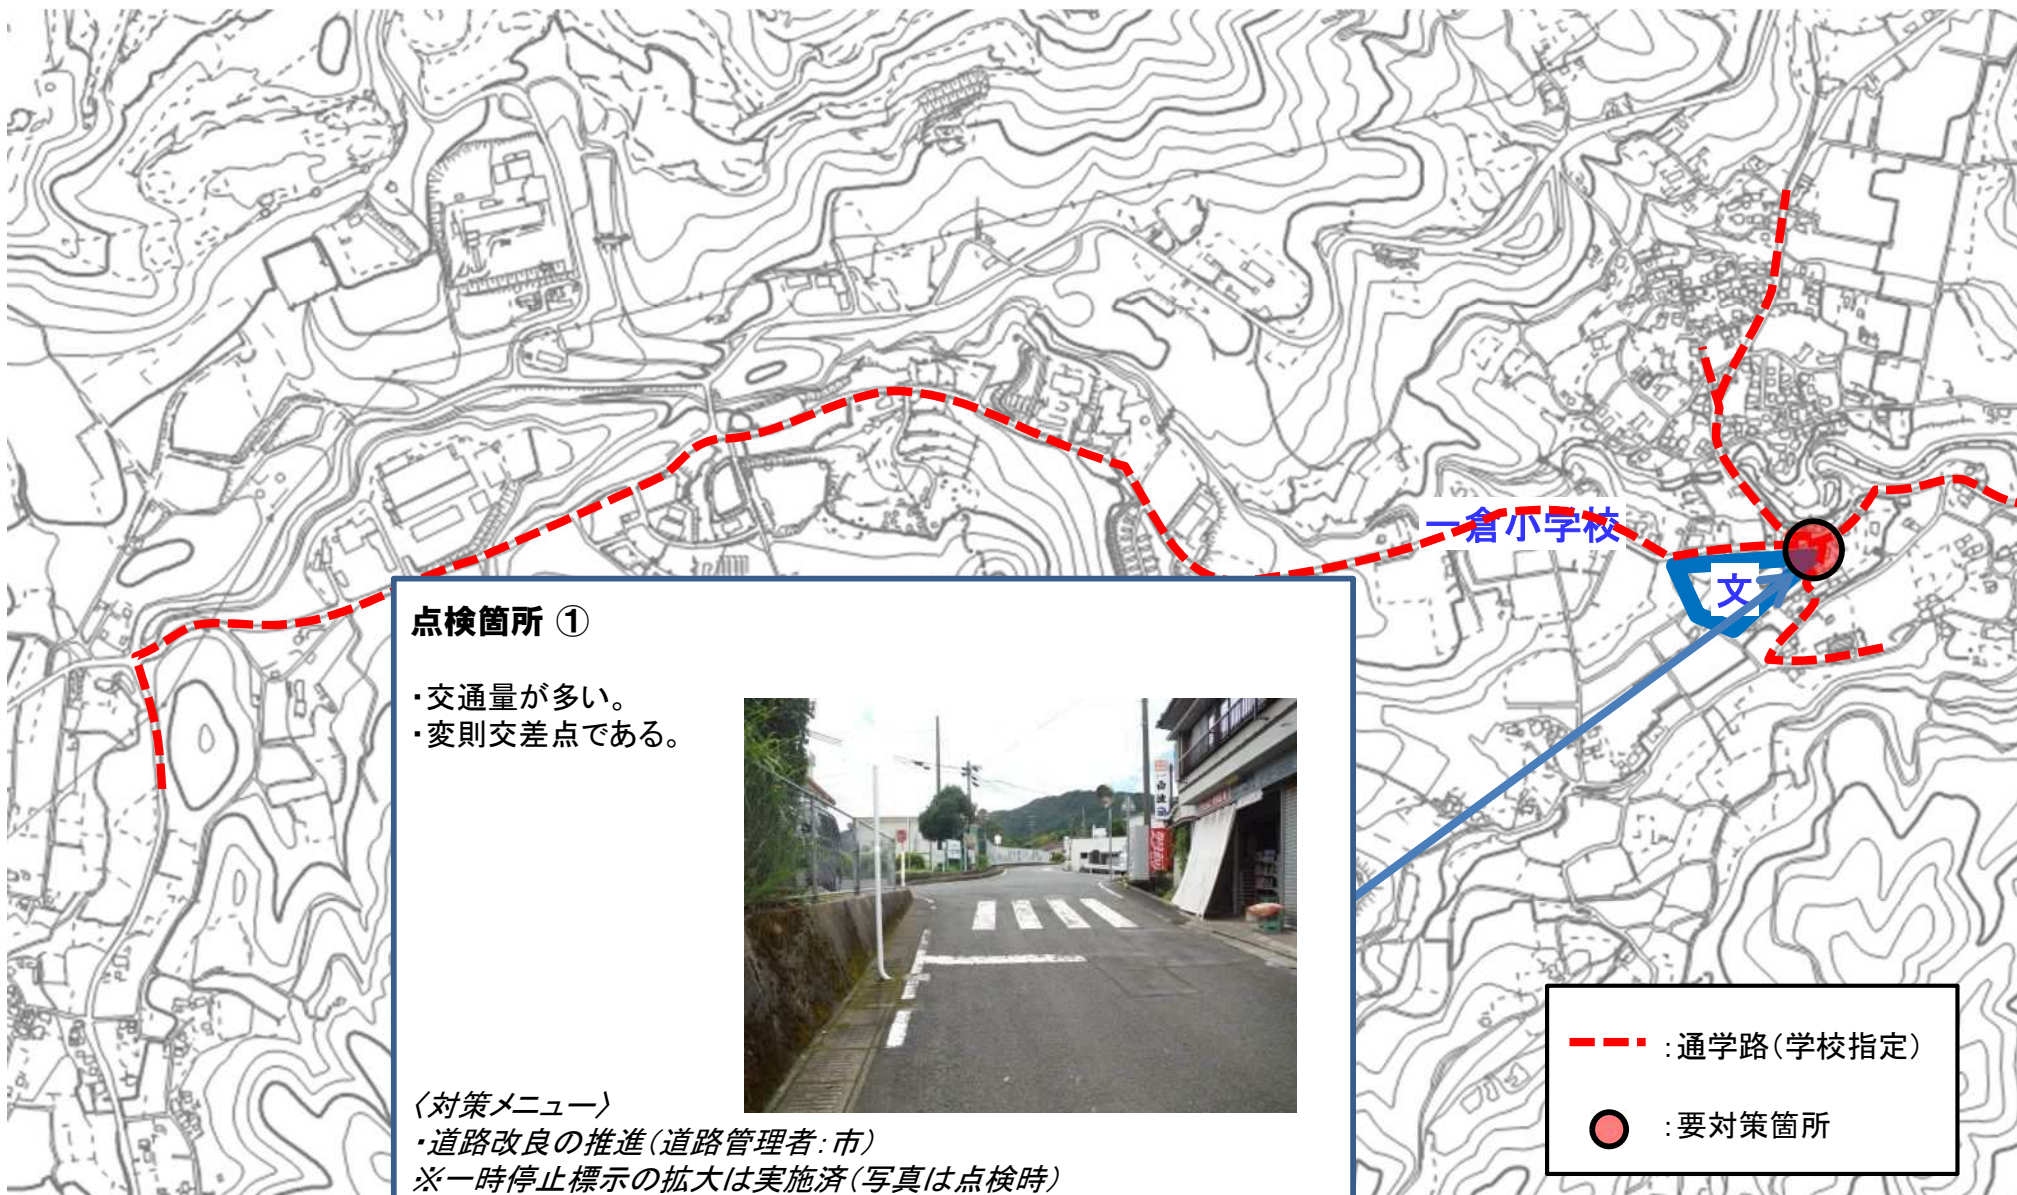 一倉小学校
文
1
点検箇所 ①
・交通量が多い。
・変則交差点である。
Coca-Cola
〈対策メニュー〉
・道路改良の推進(道路管理者:市)
※一時停止標示の拡大は実施済(写真は点検時)
:通学路(学校指定)
:要対策箇所